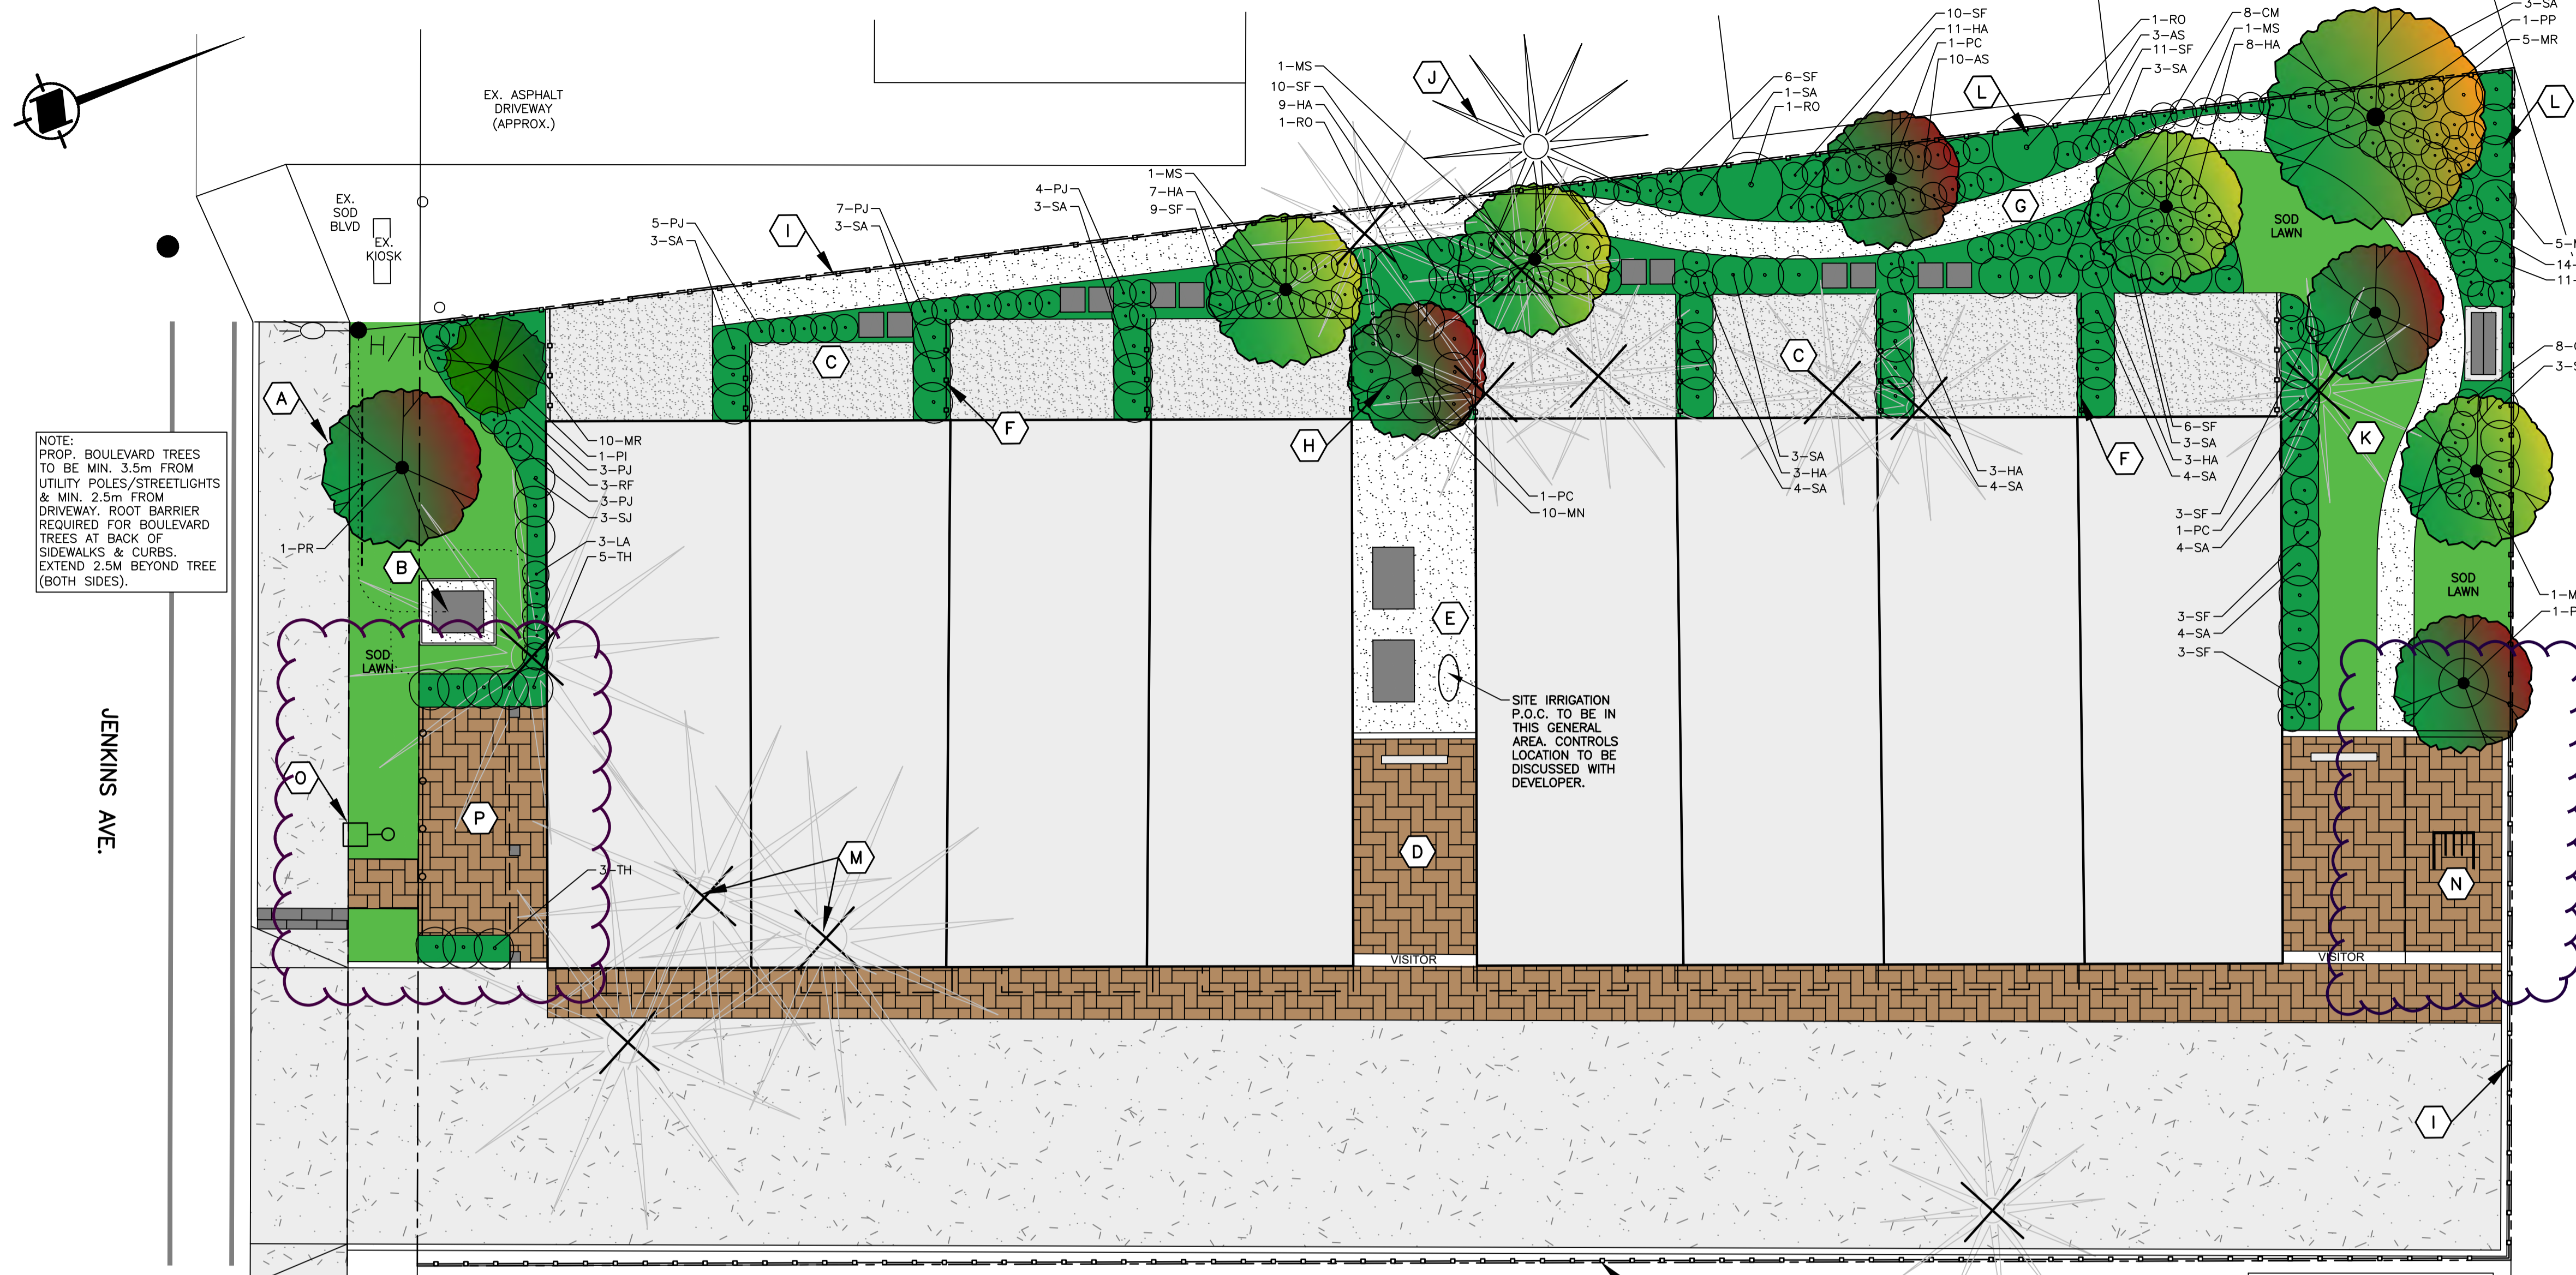 3-SA
1-PP
5-MR
10-SF
11-HA
1-PC
10-AS
1-RO
3-AS
11-SF
3-SA
8-CM
1-MS
8-HA
1-MS
10-SF
9-HA
1-RO
J
6-SF
1-SA
1-RO
L
L
EX. ASPHALT
DRIVEWAY
(APPROX.)
EX.
SOD
BLVD
EX.
KIOSK
1-MS
7-HA
9-SF
4-PJ
3-SA
7-PJ
3-SA
5-PJ
3-SA
I
G
SOD
LAWN
H/T
A
C
C
F
H
F
K
NOTE:
PROP. BOULEVARD TREES
TO BE MIN. 3.5m FROM
UTILITY POLES/STREETLIGHTS
& MIN. 2.5m FROM
DRIVEWAY. ROOT BARRIER
REQUIRED FOR BOULEVARD
TREES AT BACK OF
SIDEWALKS & CURBS.
EXTEND 2.5M BEYOND TREE
(BOTH SIDES).
10-MR
1-PI
3-PJ
3-RF
3-PJ
3-SJ
3-LA
5-TH
1-PR
B
1-PC
10-MN
3-SA
3-HA
4-SA
3-HA
4-SA
6-SF
3-SA
3-HA
4-SA
3-SF
1-PC
4-SA
3-SF
4-SA
3-SF
SOD
LAWN
E
SOD
LAWN
SITE IRRIGATION
P.O.C. TO BE IN
THIS GENERAL
AREA. CONTROLS
LOCATION TO BE
DISCUSSED WITH
DEVELOPER.
JENKINS AVE.
O
P
M
D
N
3-TH
VISITOR
VISITOR
I